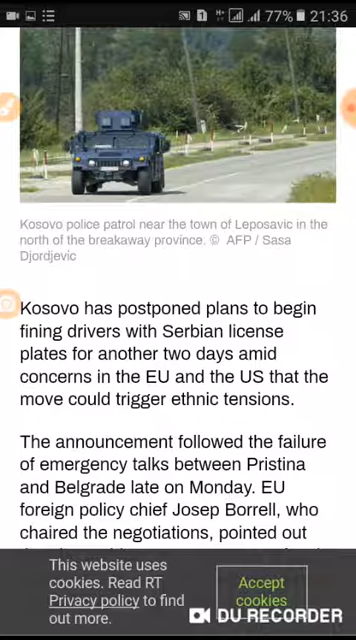 77% 21:36
Kosovo police patrol near the town of Leposavic in the
north of the breakaway province. © AFP / Sasa
Djordjevic
Kosovo has postponed plans to begin
fining drivers with Serbian license
plates for another two days amid
concerns in the EU and the US that the
move could trigger ethnic tensions.
The announcement followed the failure
of emergency talks between Pristina
and Belgrade late on Monday. EU
foreign policy chief Josep Borrell, who
chaired the negotiations, pointed out
This website uses
cookies. Read RT
Privacy policy to find
out more.
Accept
cookies
DU RECORDER